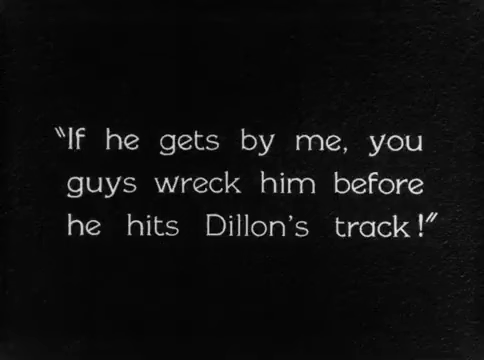 "If he gets by me, you
guys wreck him before
he hits Dillon's track!"